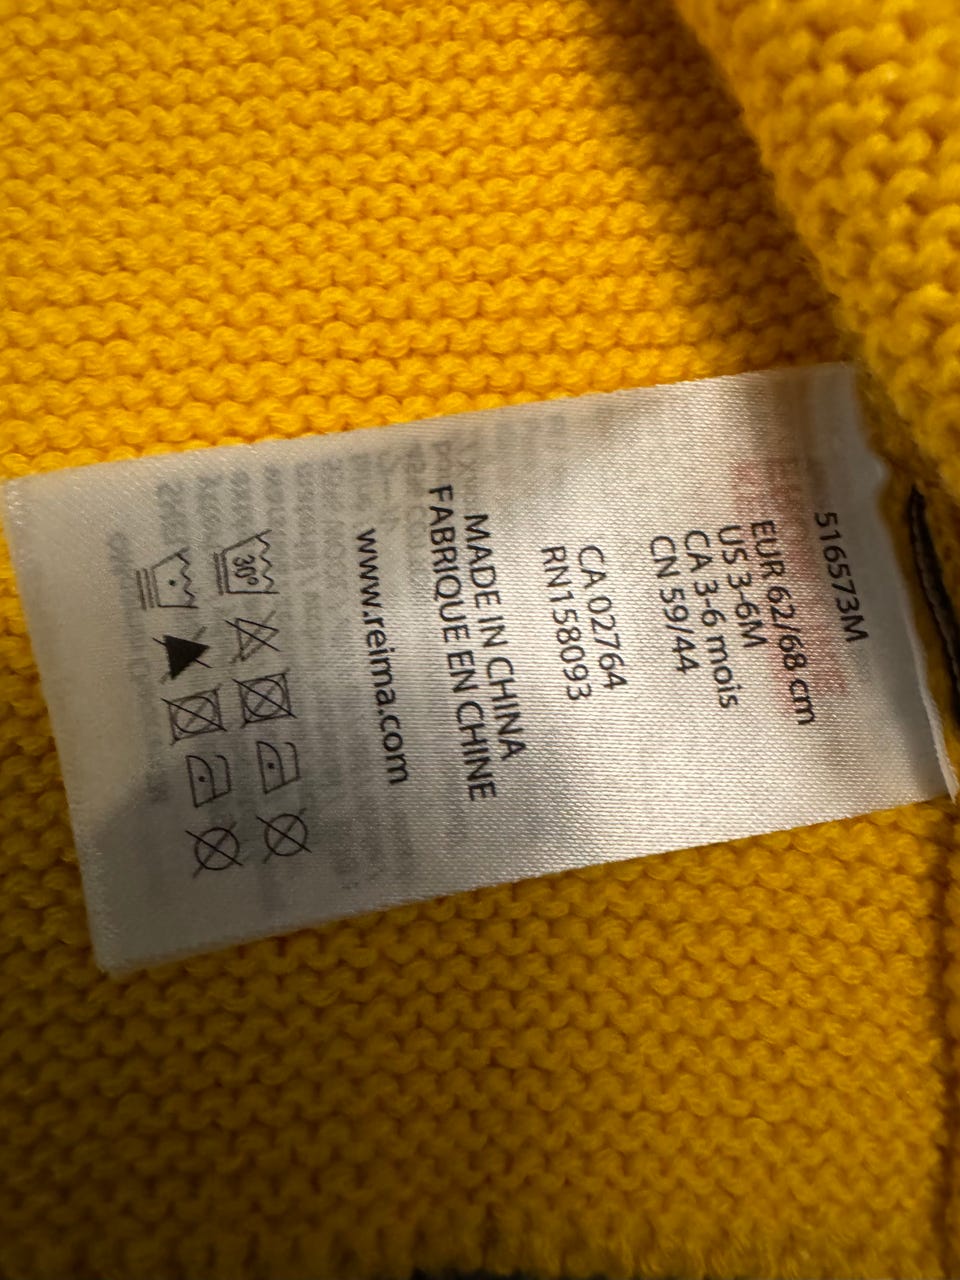 516573M
EUR 62/68 cm
US 3-6M
CA 3-6 mois
CN 59/44
CA 02764
RN158093
MADE IN CHINA
FABRIQUE EN CHINE
www.reima.com
30°